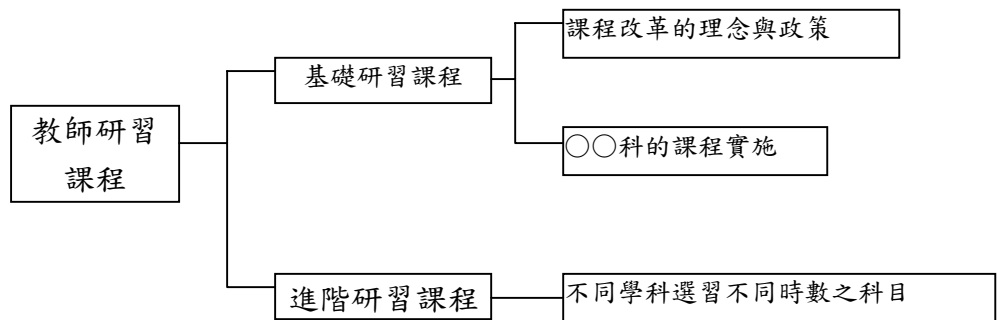 課程改革的理念與政策
基礎研習課程
教師研習
課程
○○科的課程實施
進階研習課程
不同學科選習不同時數之科目